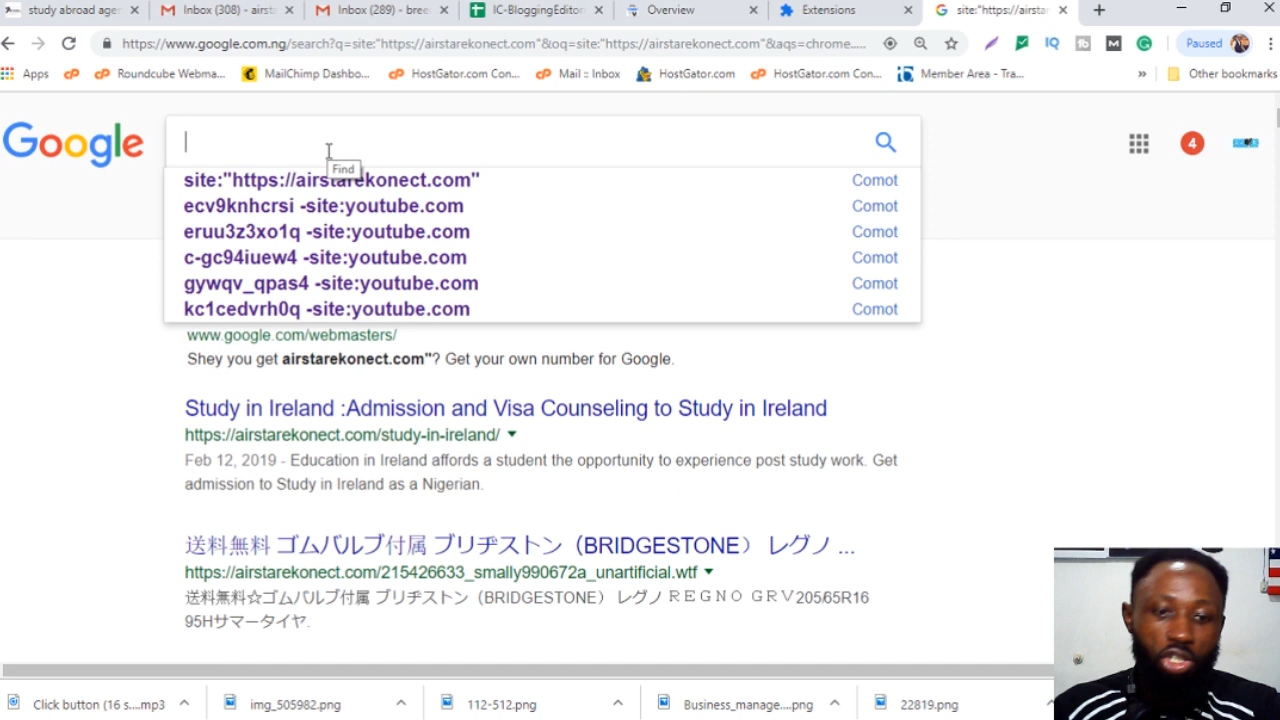 study abroad ager
Inbox (308) - airst
Inbox (289) - bree
IC-BloggingEditor
Overview
Extensions
site:"https://airsta
https://www.google.com.ng/search?q=site:"https://airstarekonect.com"&oq=site:"https://airstarekonect.com"&aqs=chrome.....
Paused
Apps
Roundcube Webma...
MailChimp Dashbo...
HostGator.com Con...
Mail :: Inbox
HostGator.com
HostGator.com Con...
Member Area - Tra...
»
Other bookmarks
Google
4
Find
site:"https://airstarekonect.com" Comot
ecv9knhcrsi -site:youtube.com Comot
eruu3z3xo1q -site:youtube.com Comot
c-gc94iuew4 -site:youtube.com Comot
gywqv_qpas4 -site:youtube.com Comot
kc1cedvrh0q -site:youtube.com Comot
www.google.com/webmasters/
Shey you get airstarekonect.com"? Get your own number for Google.
Study in Ireland :Admission and Visa Counseling to Study in Ireland
https://airstarekonect.com/study-in-ireland/
Feb 12, 2019 - Education in Ireland affords a student the opportunity to experience post study work. Get
admission to Study in Ireland as a Nigerian.
送料無料 ゴムバルブ付属 ブリヂストン（BRIDGESTONE） レグノ ...
https://airstarekonect.com/215426633_smally990672a_unartificial.wtf
送料無料☆ゴムバルブ付属 ブリヂストン（BRIDGESTONE） レグノ ＲＥＧＮＯ ＧＲＶ205/65R16
95Hサマータイヤ.
Click button (16 s....mp3
img_505982.png
112-512.png
Business_manage....png
22819.png